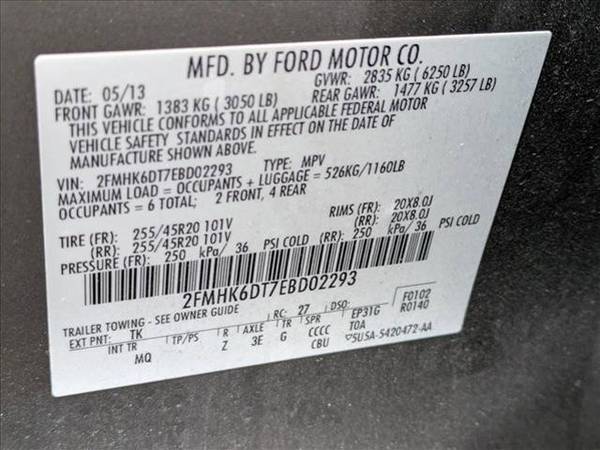 MFD. BY FORD MOTOR CO.
DATE: 05/13 GVWR: 2835 KG ( 6250 LB)
FRONT GAWR: 1383 KG ( 3050 LB) REAR GAWR: 1477 KG ( 3257 LB)
THIS VEHICLE CONFORMS TO ALL APPLICABLE FEDERAL MOTOR
VEHICLE SAFETY STANDARDS IN EFFECT ON THE DATE OF
MANUFACTURE SHOWN ABOVE.
VIN: 2FMHK6DT7EBD02293 TYPE: MPV
MAXIMUM LOAD = OCCUPANTS + LUGGAGE = 526KG/1160LB
OCCUPANTS = 6 TOTAL: 2 FRONT, 4 REAR
TIRE (FR): 255/45R20 101V RIMS (FR): 20X8.0J
(RR): 255/45R20 101V (RR): 20X8.0J
PRESSURE (FR): 250 kPa/ 36 PSI COLD (RR): 250 kPa/ 36 PSI COLD
2FMHK6DT7EBD02293
TRAILER TOWING - SEE OWNER GUIDE RC: 27 DSO: F0102
EXT PNT: TK TP/PS R AXLE TR SPR EP31G R0140
INT TR MQ Z 3E G CCCC T0A
CBU 5USA-5420472-AA